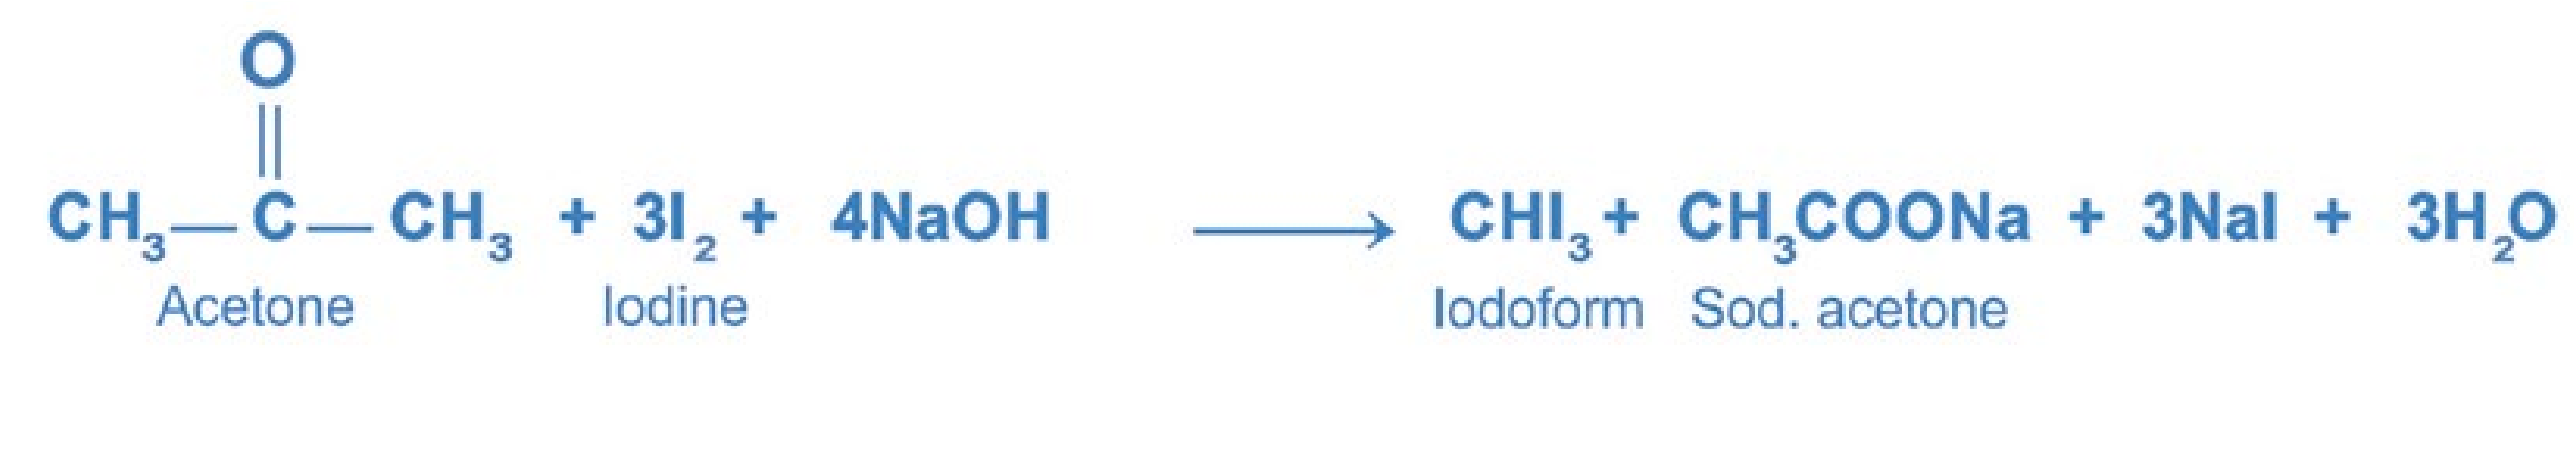 O
CH₃—C—CH₃ + 3I₂ + 4NaOH → CHI₃ + CH₃COONa + 3NaI + 3H₂O
Acetone Iodine Iodoform Sod. acetone